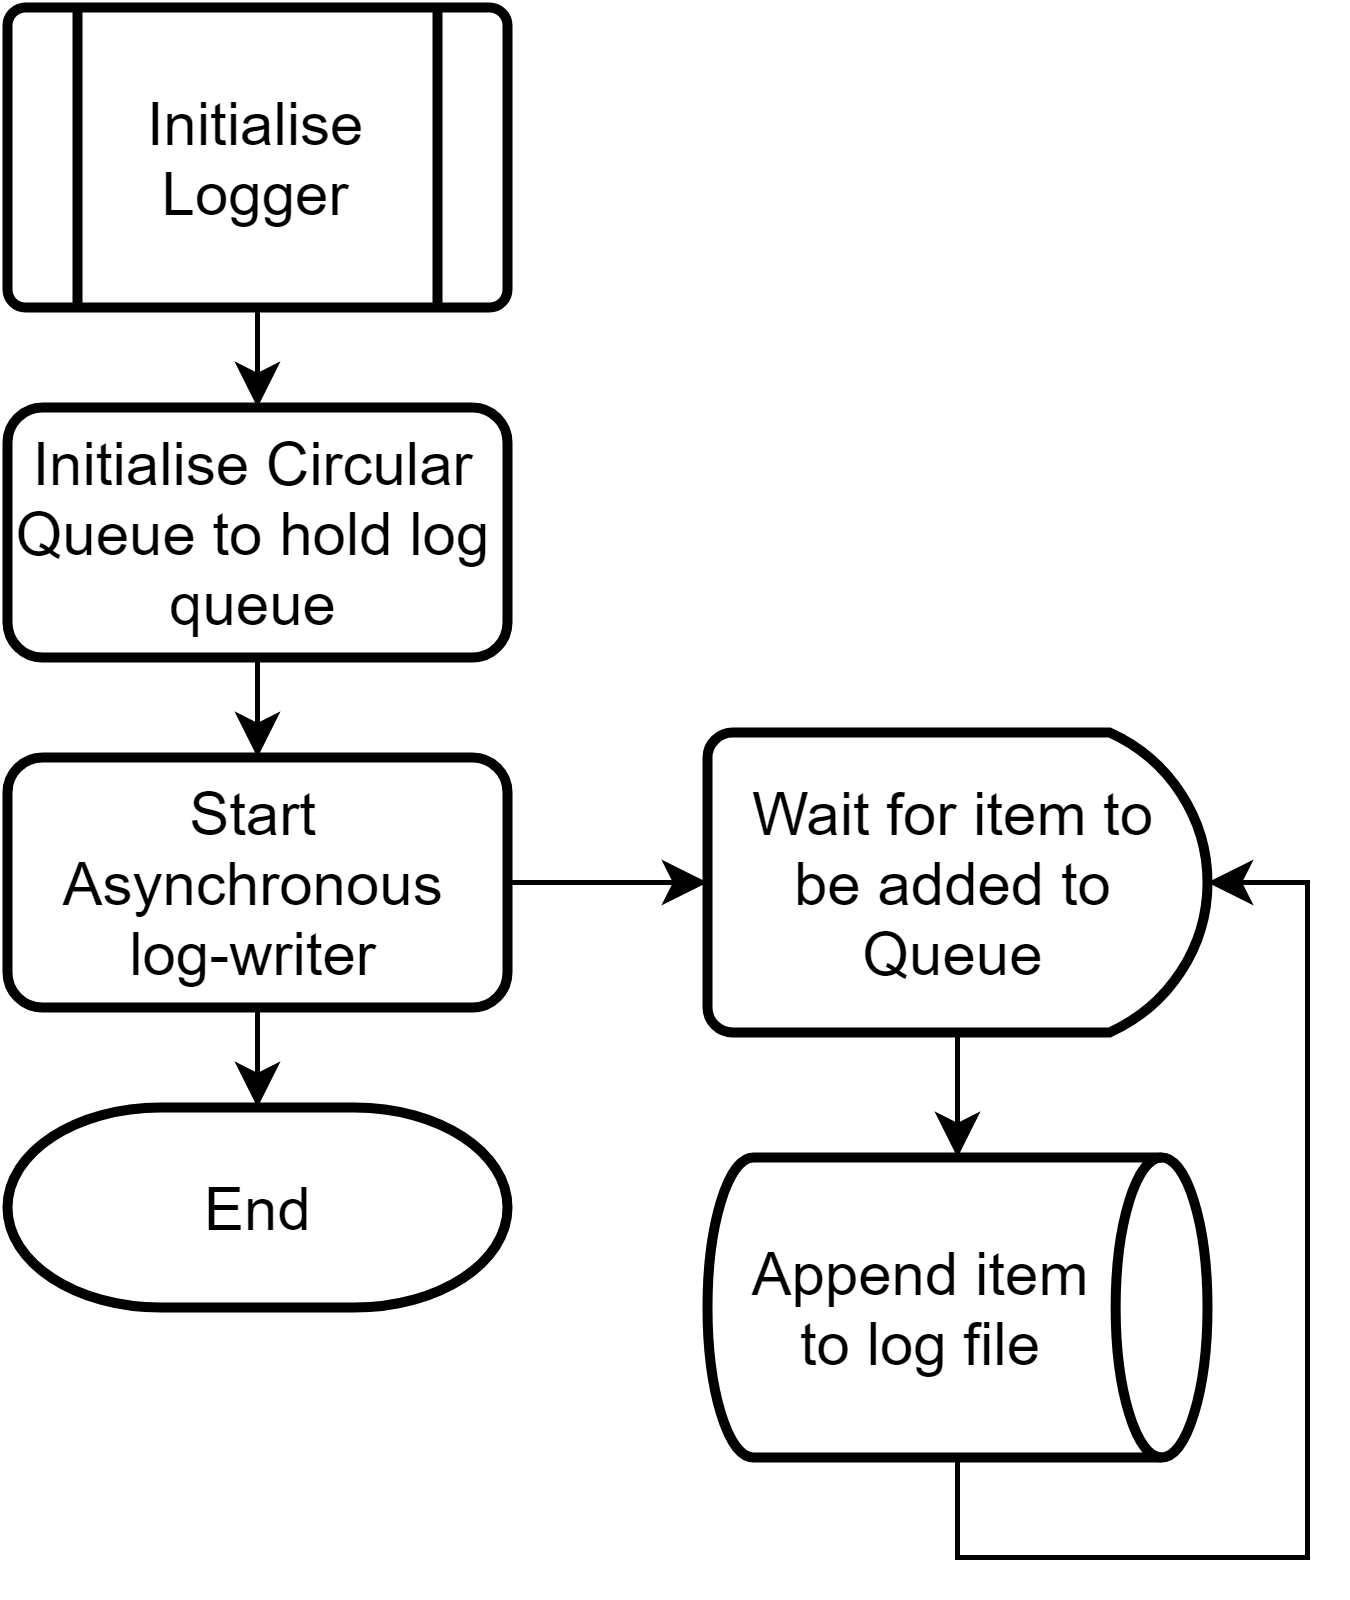 Initialise
Logger
Initialise Circular
Queue to hold log
queue
Start
Asynchronous
log-writer
End
Wait for item to
be added to
Queue
Append item
to log file